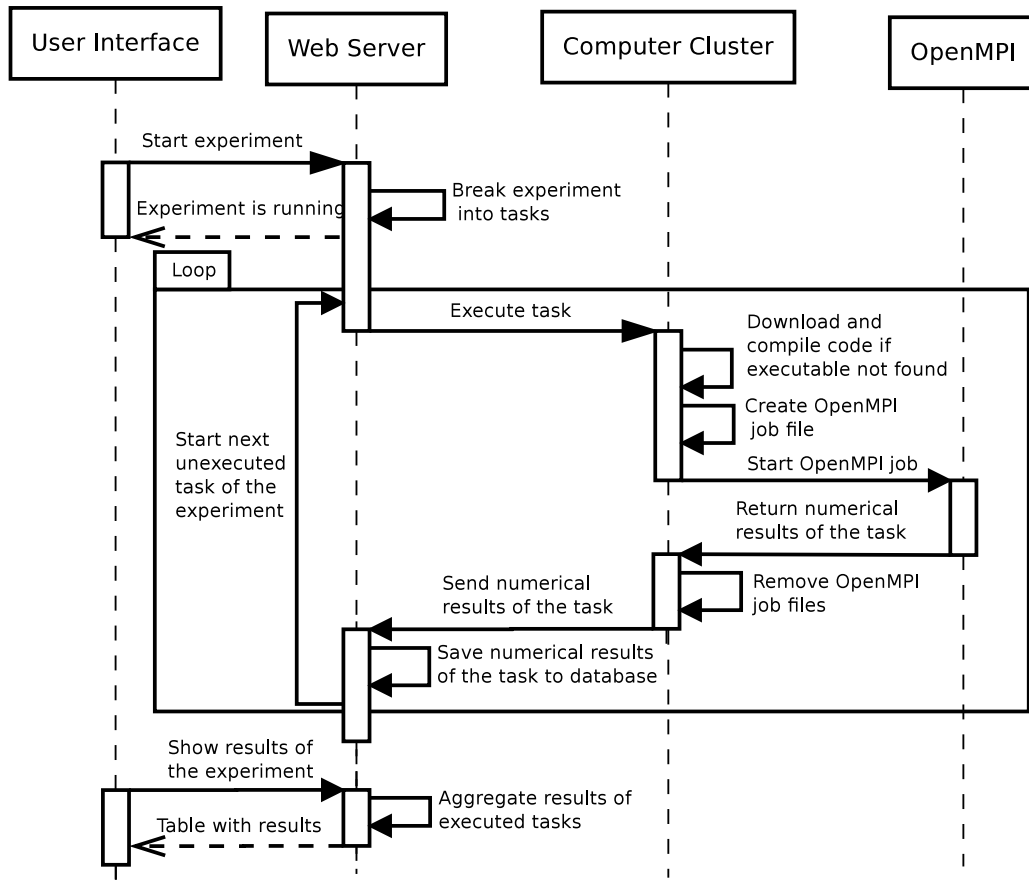 User Interface
Web Server
Computer Cluster
OpenMPI
Start experiment
Break experiment
into tasks
Experiment is running
Loop
Execute task
Download and
compile code if
executable not found
Create OpenMPI
job file
Start next
unexecuted
task of the
experiment
Start OpenMPI job
Return numerical
results of the task
Send numerical
results of the task
Remove OpenMPI
job files
Save numerical results
of the task to database
Show results of
the experiment
Aggregate results of
executed tasks
Table with results